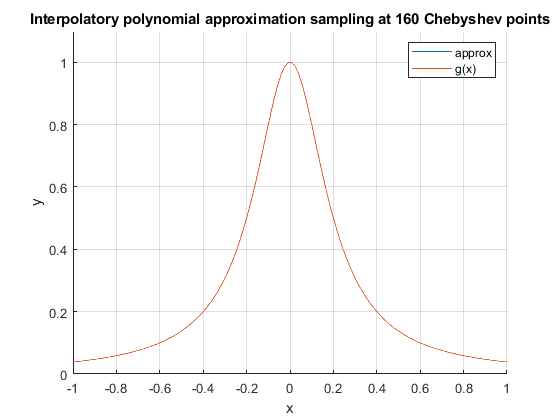 Interpolatory polynomial approximation sampling at 160 Chebyshev points
approx
g(x)
1
0.8
0.6
0.4
0.2
0
y
-1 -0.8 -0.6 -0.4 -0.2 0 0.2 0.4 0.6 0.8 1
x